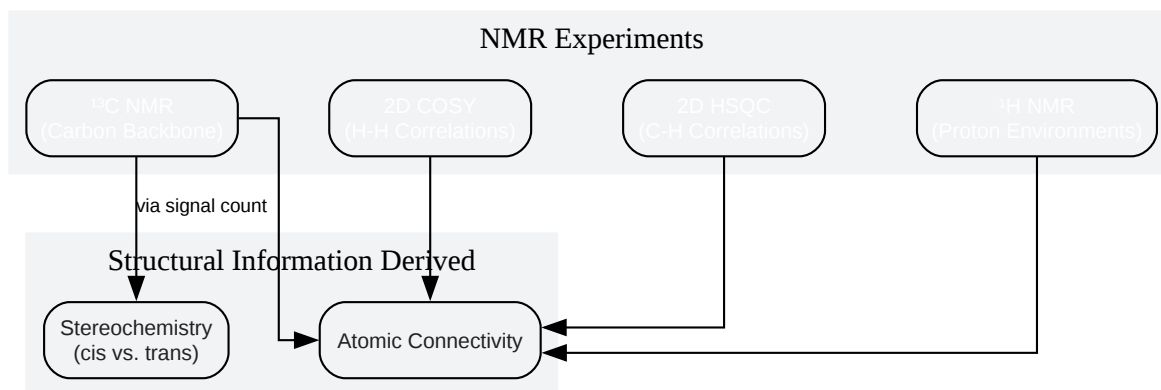 NMR Experiments
¹³C NMR
(Carbon Backbone)
2D COSY
(H-H Correlations)
2D HSQC
(C-H Correlations)
¹H NMR
(Proton Environments)
via signal count
Structural Information Derived
Stereochemistry
(cis vs. trans)
Atomic Connectivity